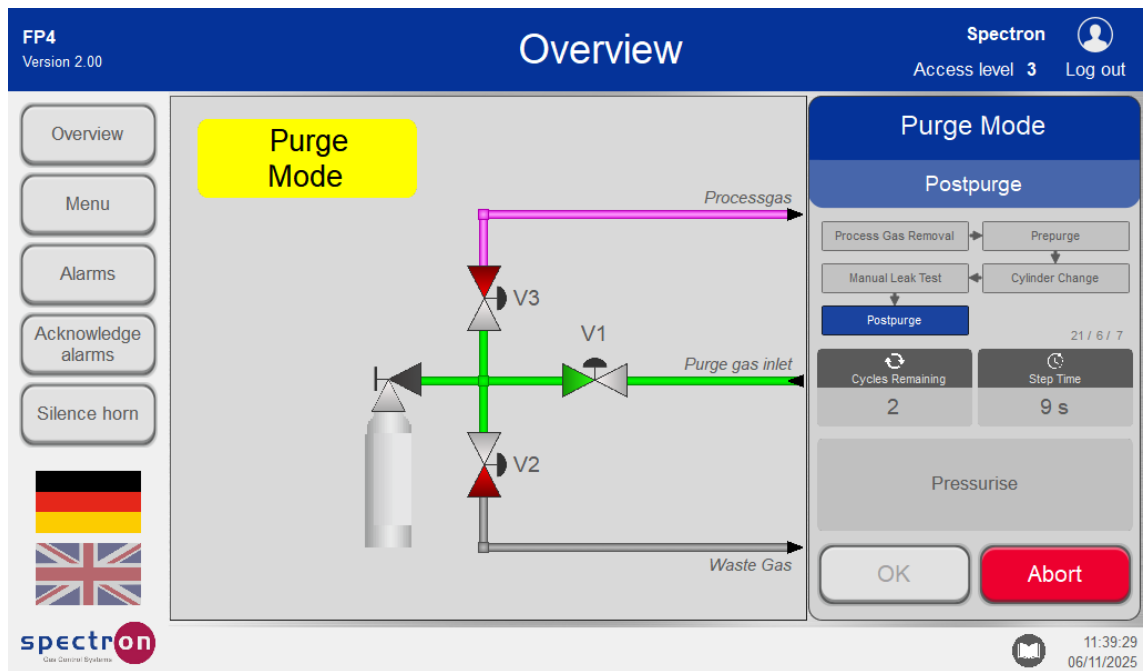 FP4
Version 2.00
Overview
Spectron
Access level 3
Log out
Overview
Menu
Alarms
Acknowledge
alarms
Silence horn
spectron
Gas Control Systems
Purge
Mode
Processgas
V3
V1
Purge gas inlet
V2
Waste Gas
Purge Mode
Postpurge
Process Gas Removal
Prepurge
Manual Leak Test
Cylinder Change
Postpurge
21 / 6 / 7
Cycles Remaining
Step Time
2
9 s
Pressurise
OK
Abort
11:39:29
06/11/2025